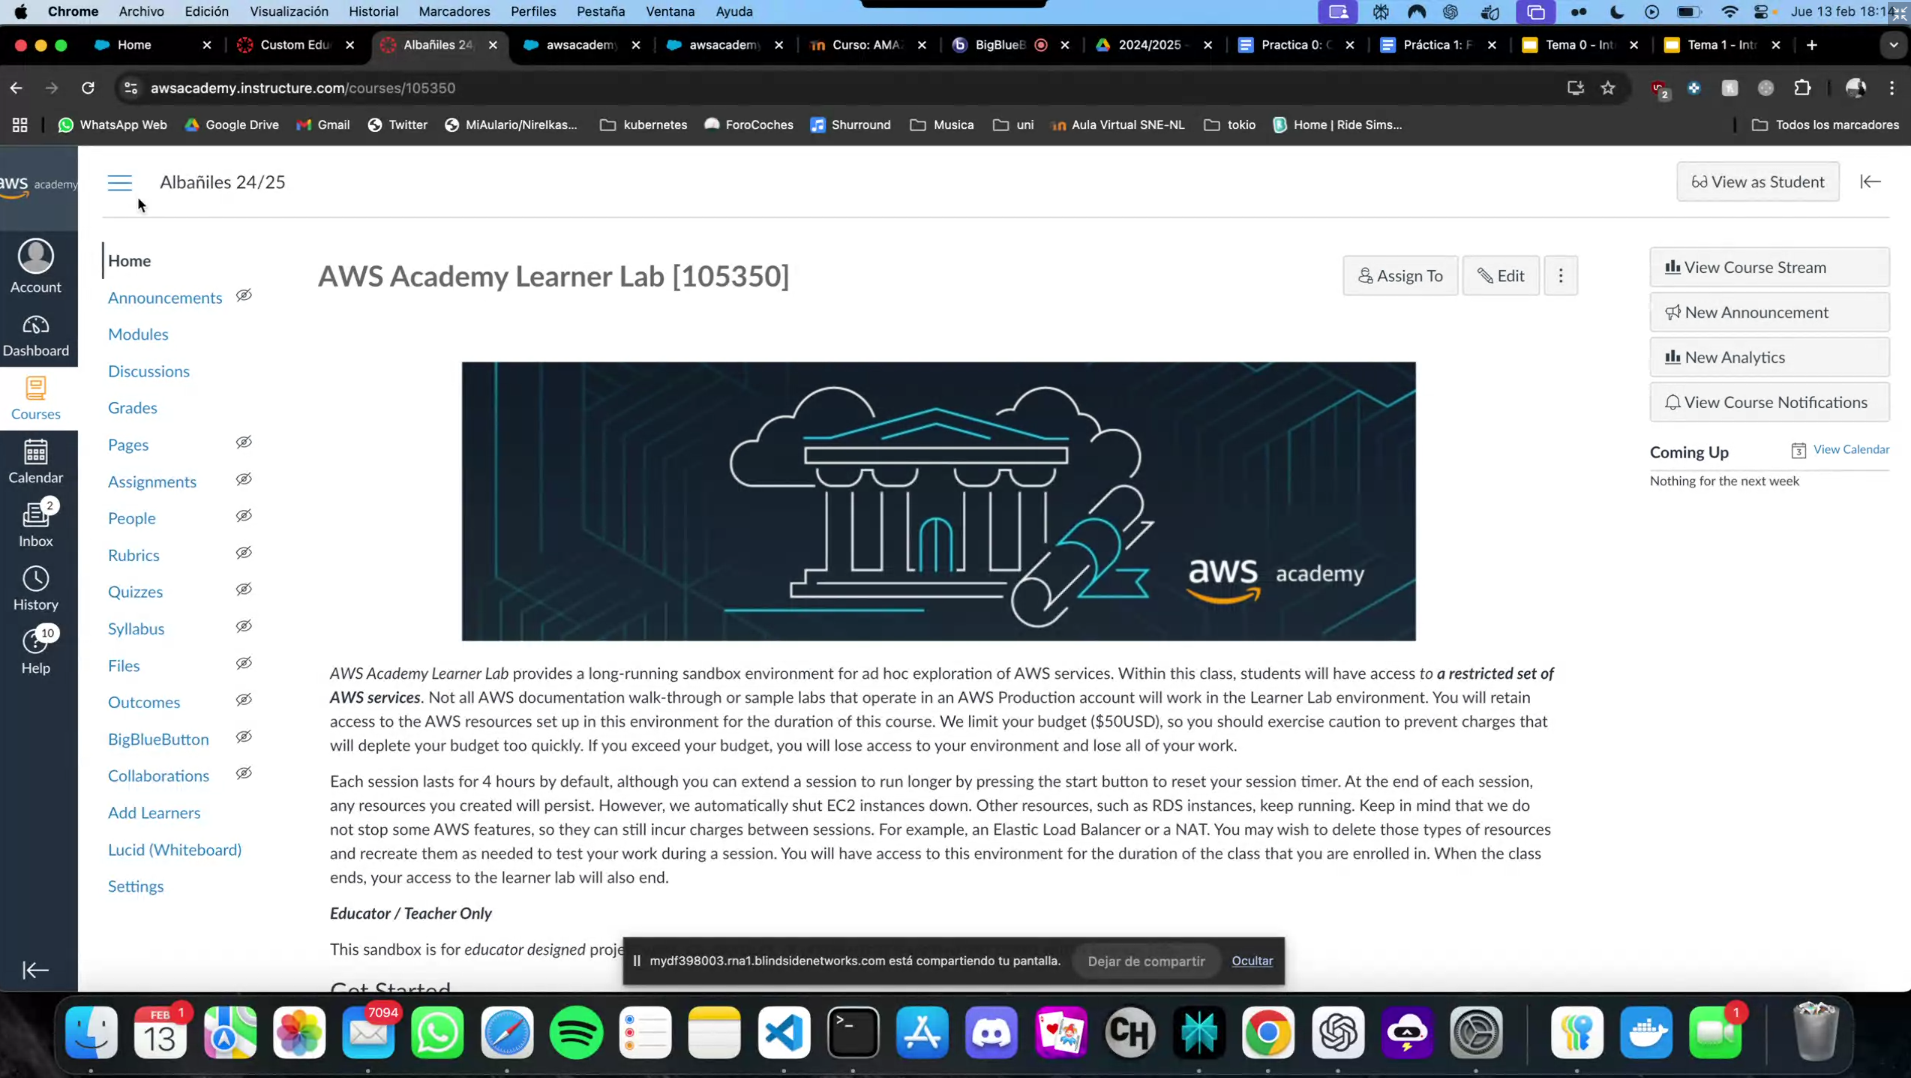 Chrome Archivo Edición Visualización Historial Marcadores Perfiles Pestaña Ventana Ayuda Jue 13 feb 18:14
Home Custom Edu Albañiles 24 awsacademy awsacademy Curso: AMA BigBlueB 2024/2025 - Practica 0: C Práctica 1: F Tema 0 - Int Tema 1 - Int
awsacademy.instructure.com/courses/105350
2
WhatsApp Web Google Drive Gmail Twitter MiAulario/Nirelkas... kubernetes ForoCoches Shurround Musica uni Aula Virtual SNE-NL tokio Home | Ride Sims... Todos los marcadores
aws academy
Albañiles 24/25
View as Student
Account
Dashboard
Courses
Calendar
2
Inbox
History
10
Help
Home
Announcements
Modules
Discussions
Grades
Pages
Assignments
People
Rubrics
Quizzes
Syllabus
Files
Outcomes
BigBlueButton
Collaborations
Add Learners
Lucid (Whiteboard)
Settings
AWS Academy Learner Lab [105350]
Assign To Edit
aws academy
AWS Academy Learner Lab provides a long-running sandbox environment for ad hoc exploration of AWS services. Within this class, students will have access to a restricted set of
AWS services. Not all AWS documentation walk-through or sample labs that operate in an AWS Production account will work in the Learner Lab environment. You will retain
access to the AWS resources set up in this environment for the duration of this course. We limit your budget ($50USD), so you should exercise caution to prevent charges that
will deplete your budget too quickly. If you exceed your budget, you will lose access to your environment and lose all of your work.
Each session lasts for 4 hours by default, although you can extend a session to run longer by pressing the start button to reset your session timer. At the end of each session,
any resources you created will persist. However, we automatically shut EC2 instances down. Other resources, such as RDS instances, keep running. Keep in mind that we do
not stop some AWS features, so they can still incur charges between sessions. For example, an Elastic Load Balancer or a NAT. You may wish to delete those types of resources
and recreate them as needed to test your work during a session. You will have access to this environment for the duration of the class that you are enrolled in. When the class
ends, your access to the learner lab will also end.
Educator / Teacher Only
This sandbox is for educator designed proje
Get Started
View Course Stream
New Announcement
New Analytics
View Course Notifications
Coming Up
3
View Calendar
Nothing for the next week
mydf398003.rna1.blindsidenetworks.com está compartiendo tu pantalla. Dejar de compartir Ocultar
FEB
13
1
7094
CH
1